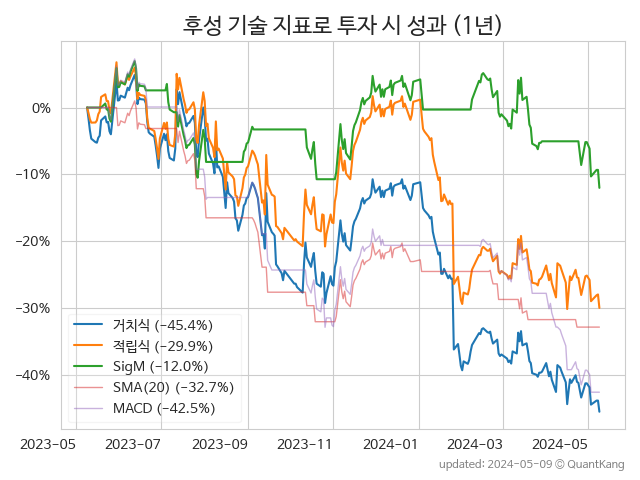 후성 기술 지표로 투자 시 성과 (1년)
0%
−10%
−20%
−30%
−40%
거치식 (−45.4%)
적립식 (−29.9%)
SigM (−12.0%)
SMA(20) (−32.7%)
MACD (−42.5%)
2023−05 2023−07 2023−09 2023−11 2024−01 2024−03 2024−05
updated: 2024−05−09 ⓒ QuantKang